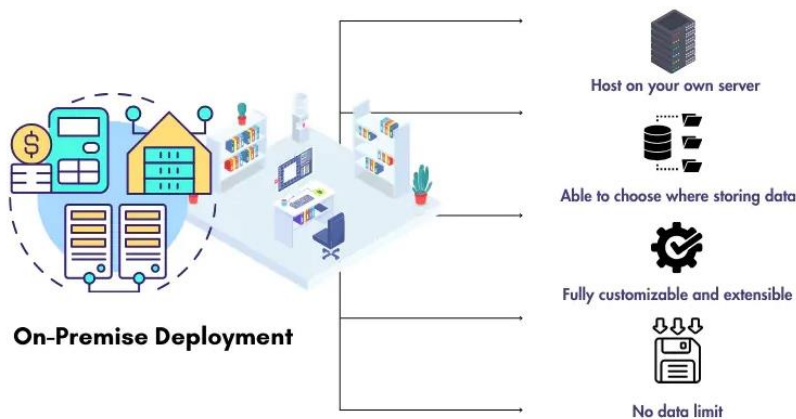 Host on your own server
Able to choose where storing data
Fully customizable and extensible
On-Premise Deployment
No data limit